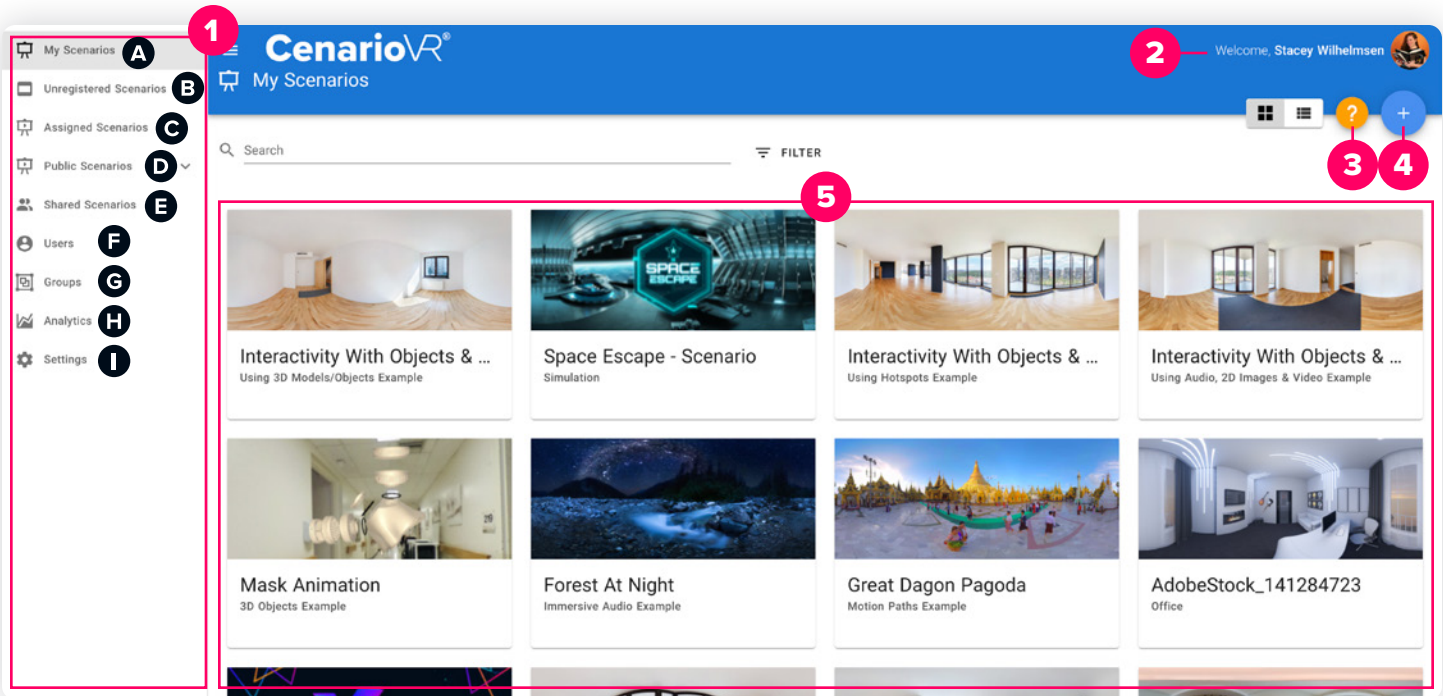 1
CenarioVR®
My Scenarios
2
Welcome, Stacey Wilhelmsen
My Scenarios A
Unregistered Scenarios B
Assigned Scenarios C
Public Scenarios D
Shared Scenarios E
Users F
Groups G
Analytics H
Settings I
?
+
3
4
Search
FILTER
5
SPACE
ESCAPE
Interactivity With Objects & ...
Using 3D Models/Objects Example
Space Escape - Scenario
Simulation
Interactivity With Objects & ...
Using Hotspots Example
Interactivity With Objects & ...
Using Audio, 2D Images & Video Example
Mask Animation
3D Objects Example
Forest At Night
Immersive Audio Example
Great Dagon Pagoda
Motion Paths Example
AdobeStock_141284723
Office